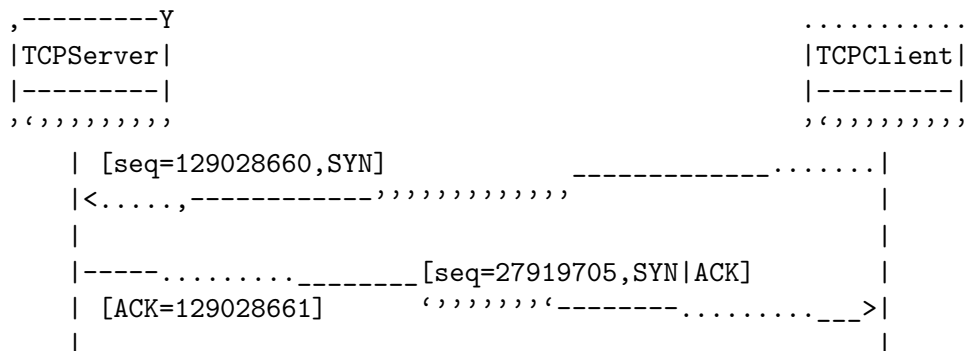 TCPServer TCPClient
[seq=129028660,SYN]
[seq=27919705,SYN|ACK]
[ACK=129028661]